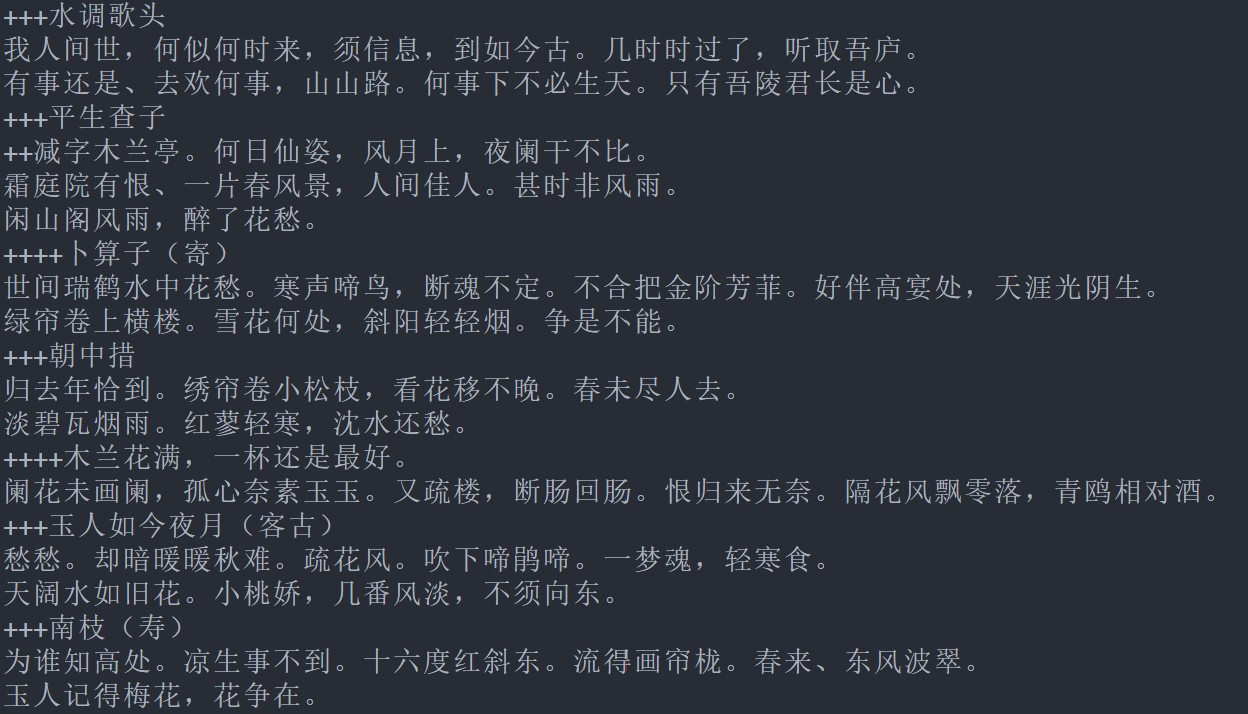 +++水调歌头
我人间世，何似何时来，须信息，到如今古。几时时过了，听取吾庐。
有事还是、去欢何事，山山路。何事下不必生天。只有吾陵君长是心。
+++平生查子
++减字木兰亭。何日仙姿，风月上，夜阑干不比。
霜庭院有恨、一片春风景，人间佳人。甚时非风雨。
闲山阁风雨，醉了花愁。
++++卜算子（寄）
世间瑞鹤水中花愁。寒声啼鸟，断魂不定。不合把金阶芳菲。好伴高宴处，天涯光阴生。
绿帘卷上横楼。雪花何处，斜阳轻轻烟。争是不能。
+++朝中措
归去年恰到。绣帘卷小松枝，看花移不晚。春未尽人去。
淡碧瓦烟雨。红蓼轻寒，沈水还愁。
++++木兰花满，一杯还是最好。
阑花未画阑，孤心奈素玉玉。又疏楼，断肠回肠。恨归来无奈。隔花风飘零落，青鸥相对酒。
+++玉人如今夜月（客古）
愁愁。却暗暖暖秋难。疏花风。吹下啼鹃啼。一梦魂，轻寒食。
天阔水如旧花。小桃娇，几番风淡，不须向东。
+++南枝（寿）
为谁知高处。凉生事不到。十六度红斜东。流得画帘栊。春来、东风波翠。
玉人记得梅花，花争在。